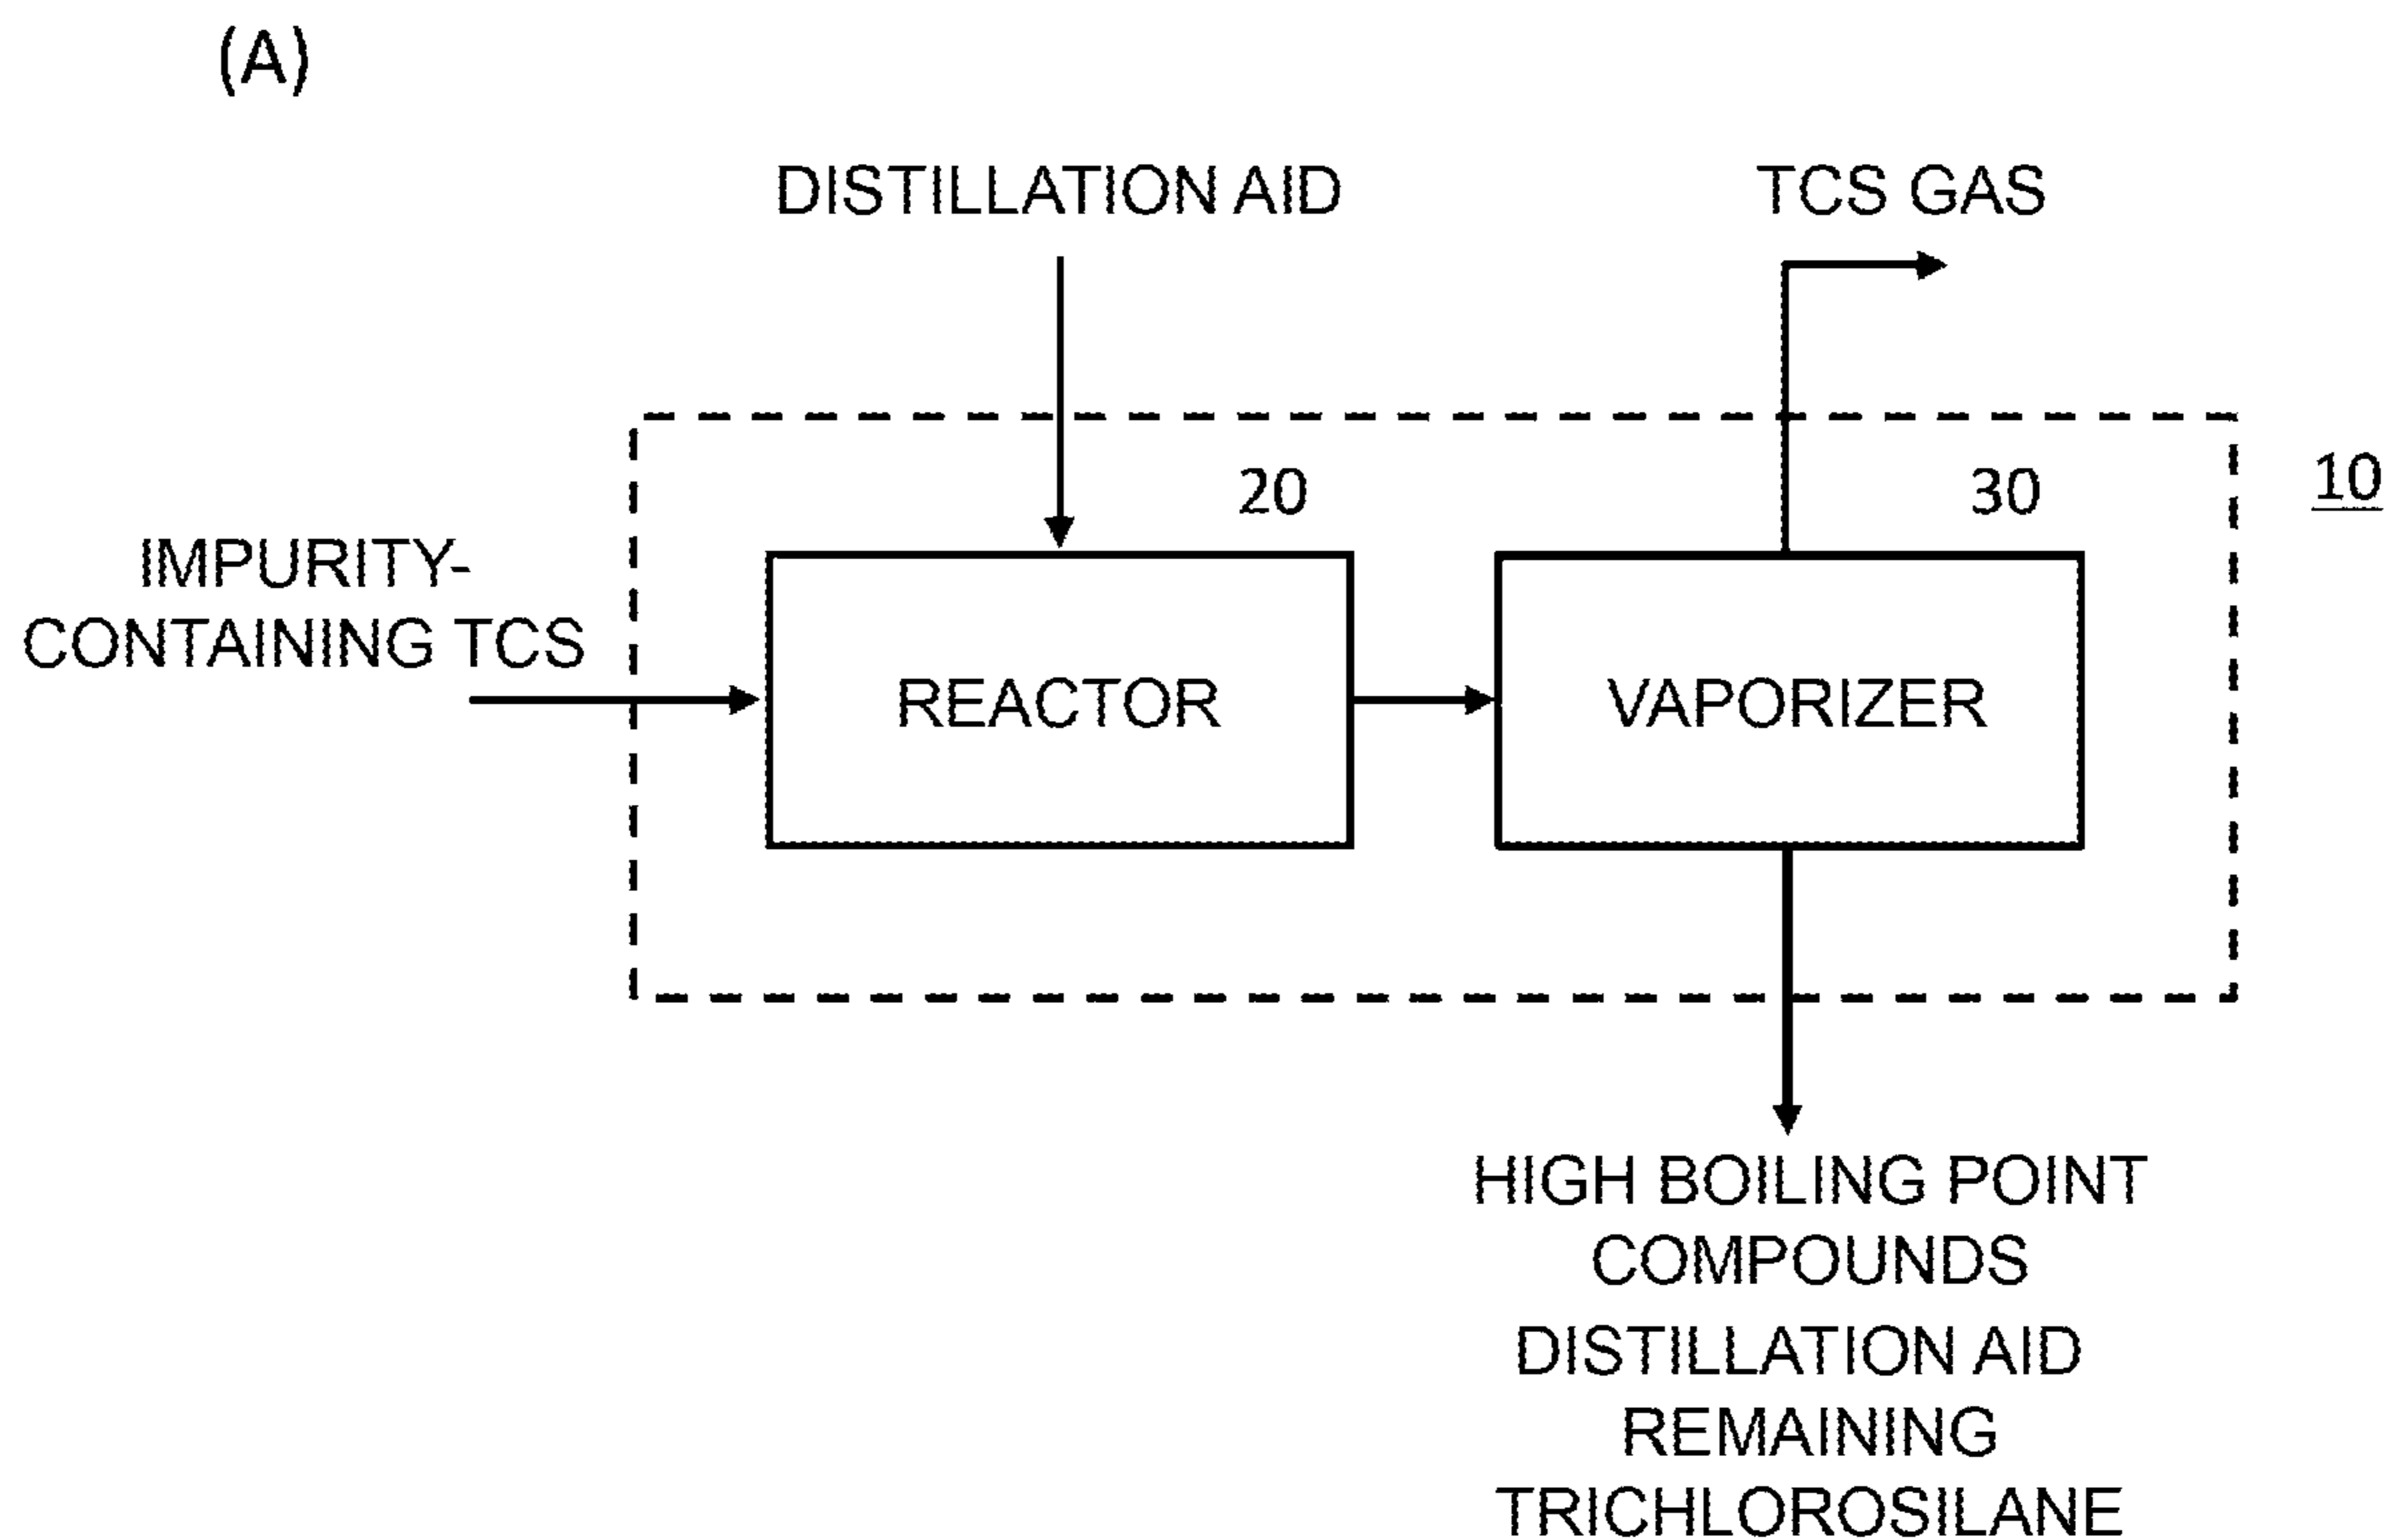 (A)
DISTILLATION AID
TCS GAS
20
30
10
IMPURITY-
CONTAINING TCS
REACTOR
VAPORIZER
HIGH BOILING POINT
COMPOUNDS
DISTILLATION AID
REMAINING
TRICHLOROSILANE